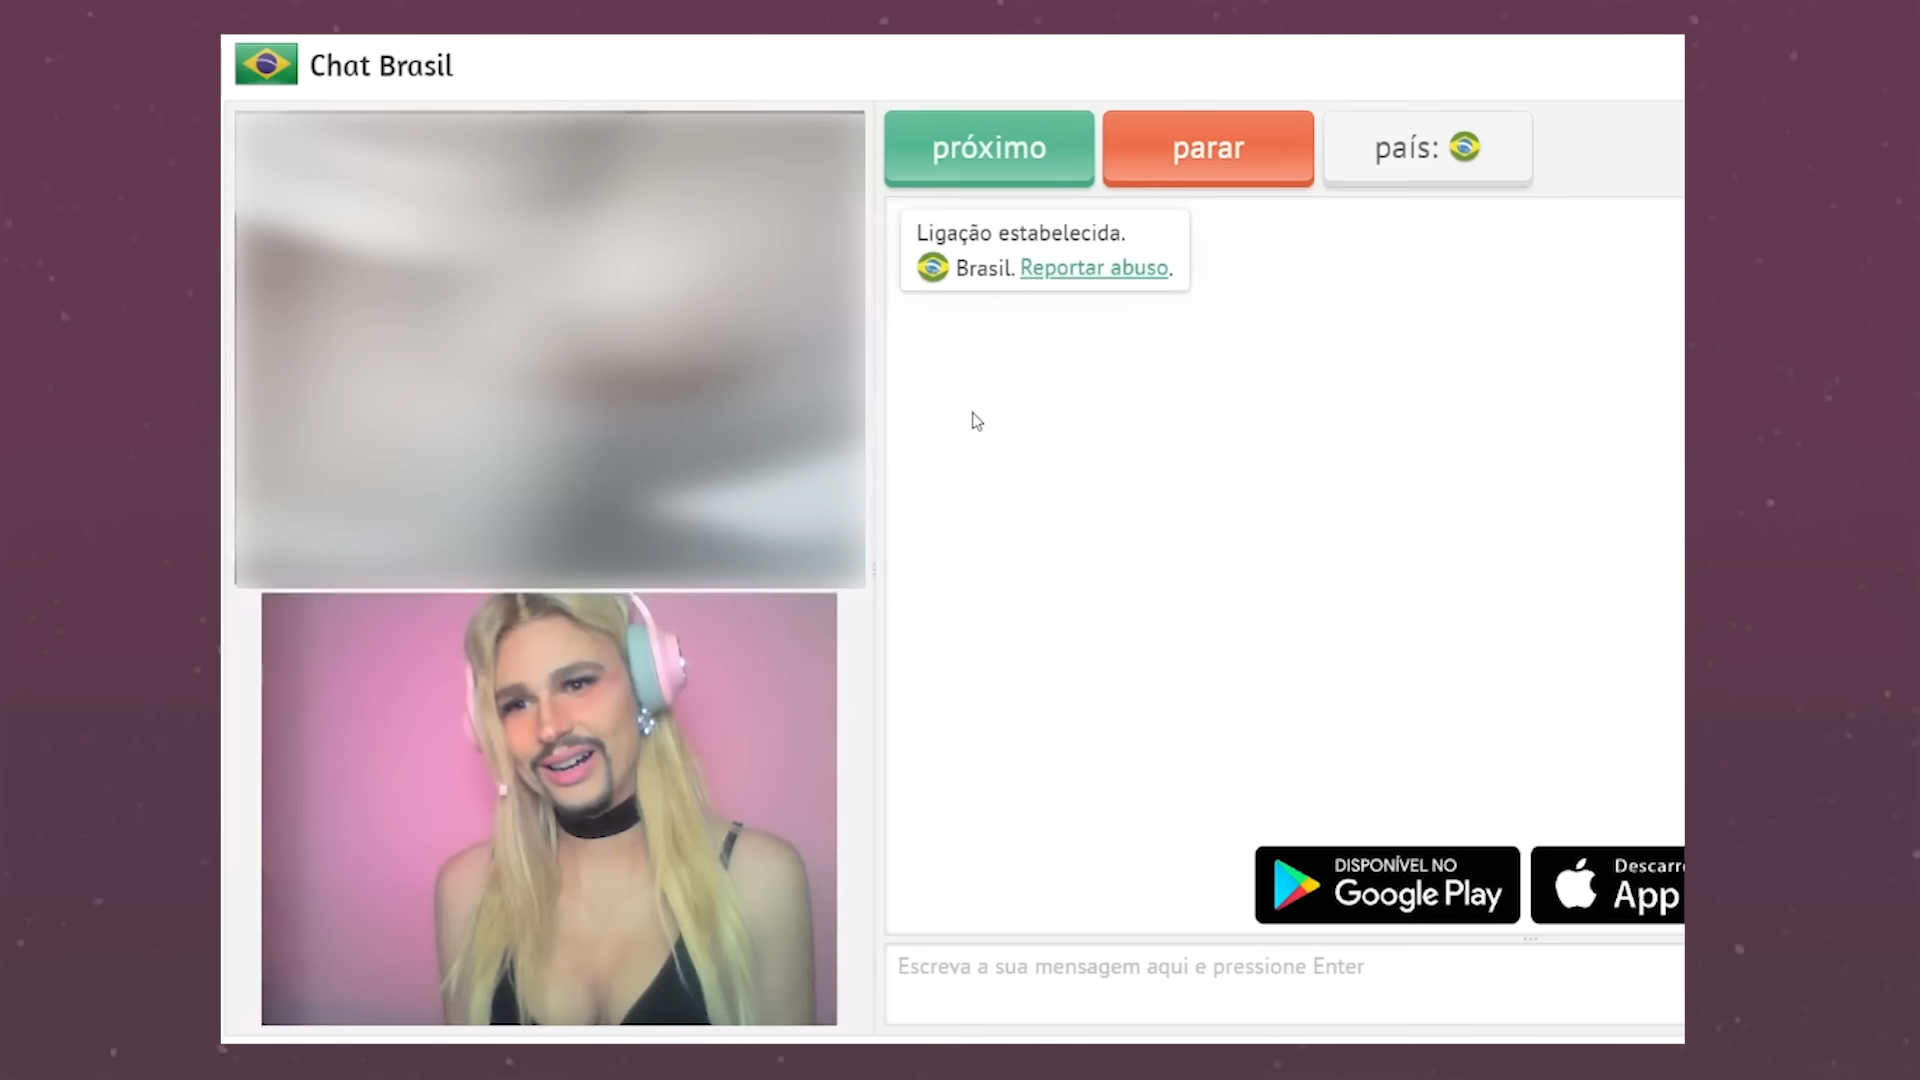 Chat Brasil
próximo
parar
país:
Ligação estabelecida.
Brasil. Reportar abuso.
DISPONÍVEL NO
Google Play
Descarr
App
Escreva a sua mensagem aqui e pressione Enter